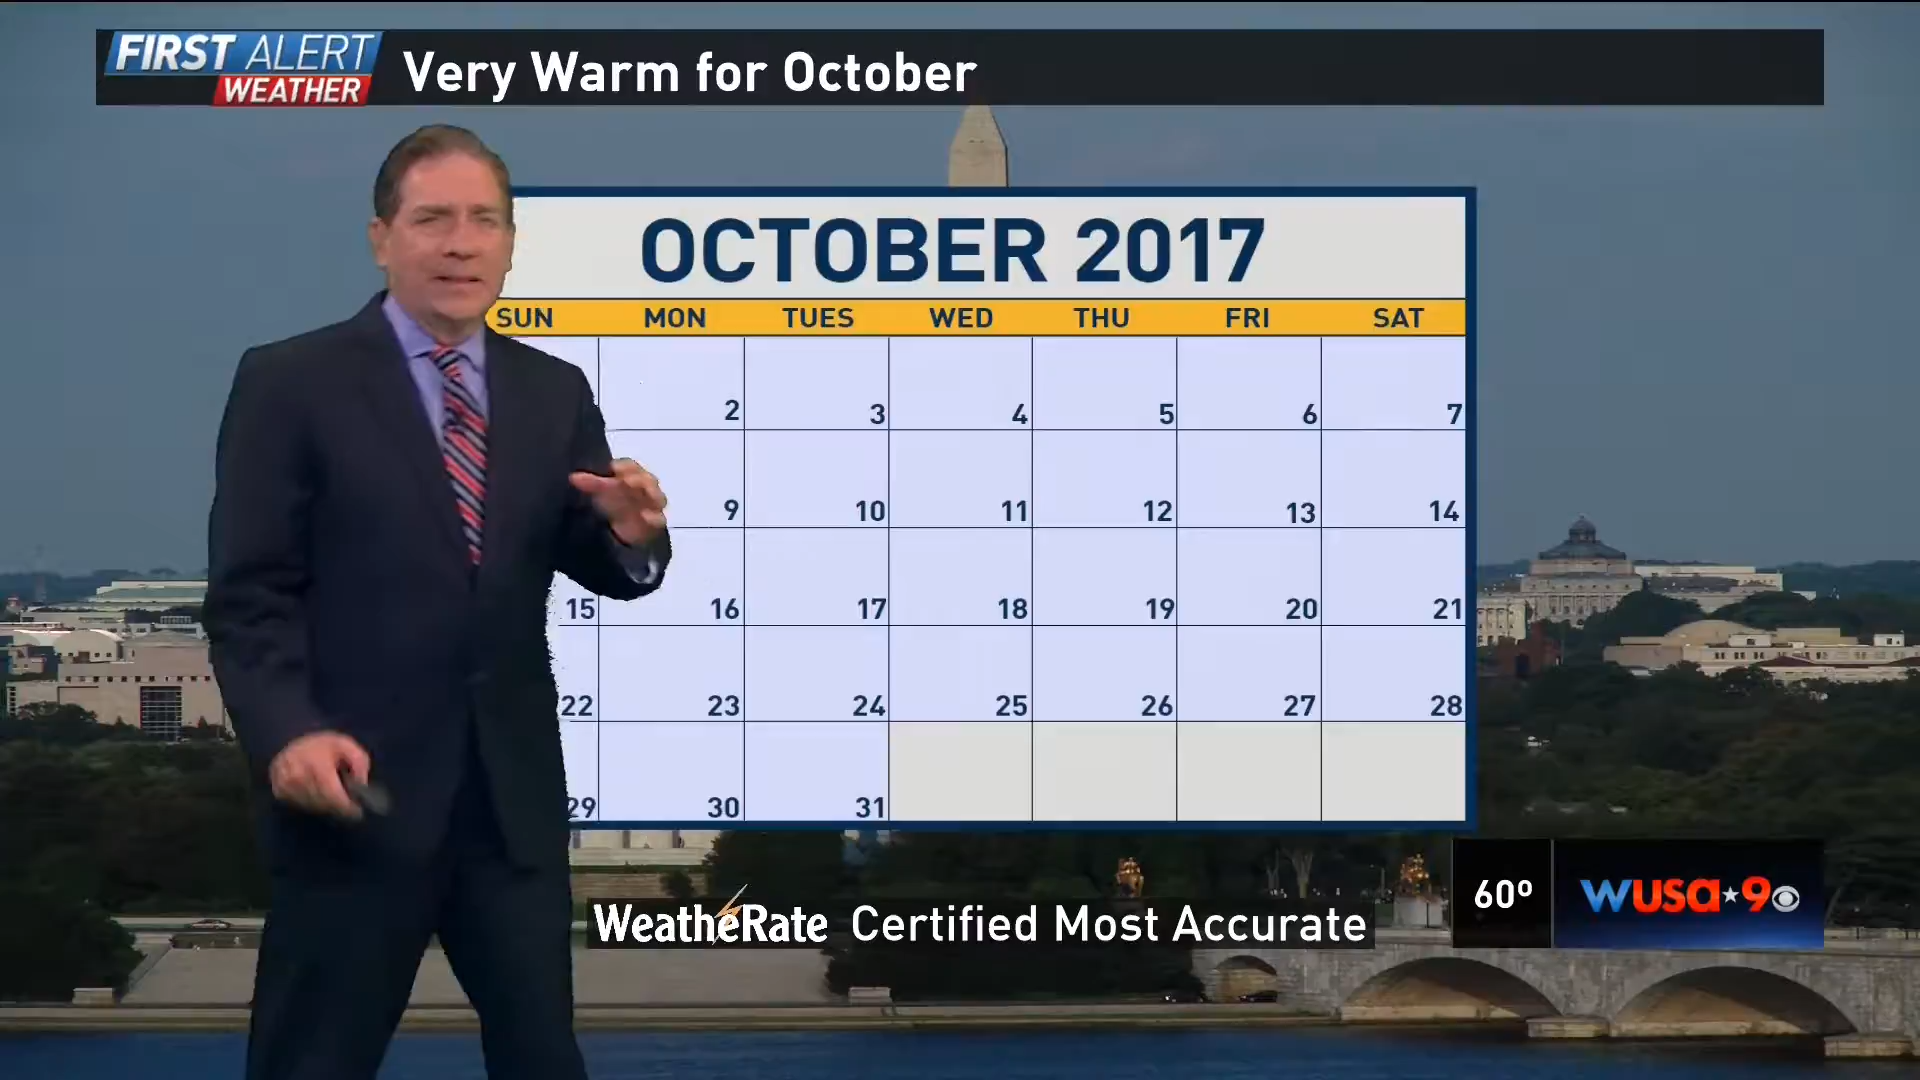 FIRST ALERT
WEATHER
Very Warm for October
OCTOBER 2017
SUN MON TUES WED THU FRI SAT
2 3 4 5 6 7
9 10 11 12 13 14
15 16 17 18 19 20 21
22 23 24 25 26 27 28
29 30 31
WeatheRate Certified Most Accurate
60°
WUSA★9